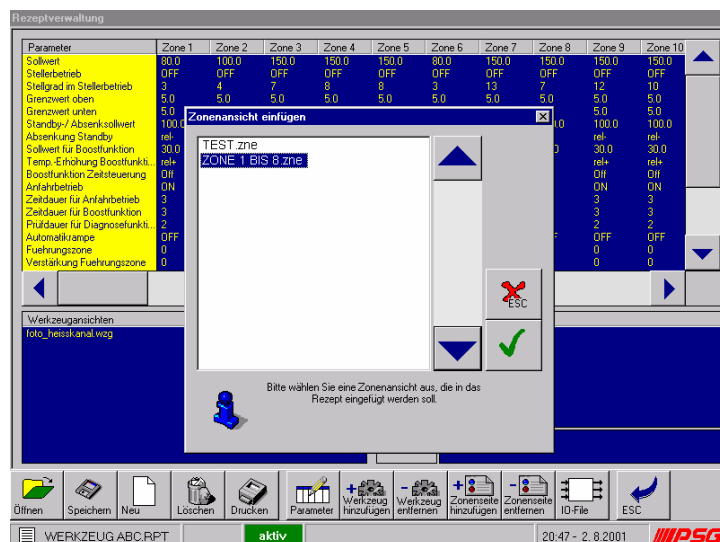 Rezeptverwaltung
Parameter Zone 1 Zone 2 Zone 3 Zone 4 Zone 5 Zone 6 Zone 7 Zone 8 Zone 9 Zone 10
Sollwert 80.0 100.0 150.0 150.0 150.0 80.0 150.0 150.0 150.0 150.0
Stellerbetrieb OFF OFF OFF OFF OFF OFF OFF OFF OFF OFF
Stellgrad im Stellerbetrieb 3 4 7 8 8 3 13 7 12 10
Grenzwert oben 5.0 5.0 5.0 5.0 5.0 5.0 5.0 5.0 5.0 5.0
Grenzwert unten 5.0 5.0
Standby-/ Absenksollwert 100.0 100.0
Absenkung Standby rel- rel- rel-
Sollwert für Boostfunktion 30.0 30.0 30.0
Temp.-Erhöhung Boostfunkti... rel+ rel+ rel+
Boostfunktion Zeitsteuerung Off Off Off
Anfahrbetrieb ON ON ON
Zeitdauer für Anfahrbetrieb 3 3 3
Zeitdauer für Boostfunktion 3 3 3
Prüfdauer für Diagnosefunkti... 2 2 2
Automatikrampe OFF OFF OFF
Fuehrungszone 0 0 0
Verstärkung Fuehrungszone 0 0 0
Zonenansicht einfügen
TEST.zne
ZONE 1 BIS 8.zne
ESC
Bitte wählen Sie eine Zonenansicht aus, die in das
Rezept eingefügt werden soll.
Werkzeugansichten
foto_heisskanal.wzg
Öffnen Speichern Neu Löschen Drucken Parameter Werkzeug hinzufügen Werkzeug entfernen Zonenseite hinzufügen Zonenseite entfernen IO-File ESC
WERKZEUG ABC.RPT aktiv 20:47 - 2. 8.2001 PSG